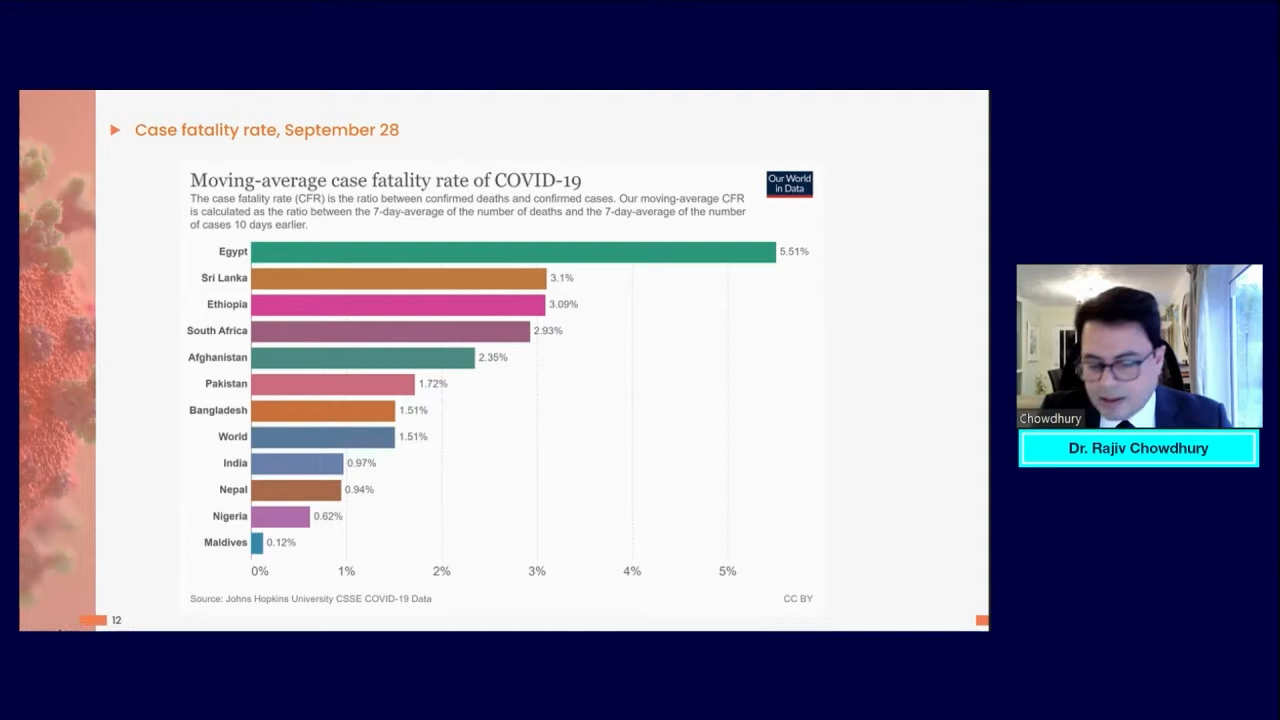 Case fatality rate, September 28
Moving-average case fatality rate of COVID-19
Our World
in Data
The case fatality rate (CFR) is the ratio between confirmed deaths and confirmed cases. Our moving-average CFR
is calculated as the ratio between the 7-day-average of the number of deaths and the 7-day-average of the number
of cases 10 days earlier.
Egypt 5.51%
Sri Lanka 3.1%
Ethiopia 3.09%
South Africa 2.93%
Afghanistan 2.35%
Pakistan 1.72%
Bangladesh 1.51%
World 1.51%
India 0.97%
Nepal 0.94%
Nigeria 0.62%
Maldives 0.12%
0% 1% 2% 3% 4% 5%
Source: Johns Hopkins University CSSE COVID-19 Data CC BY
12
Chowdhury
Dr. Rajiv Chowdhury